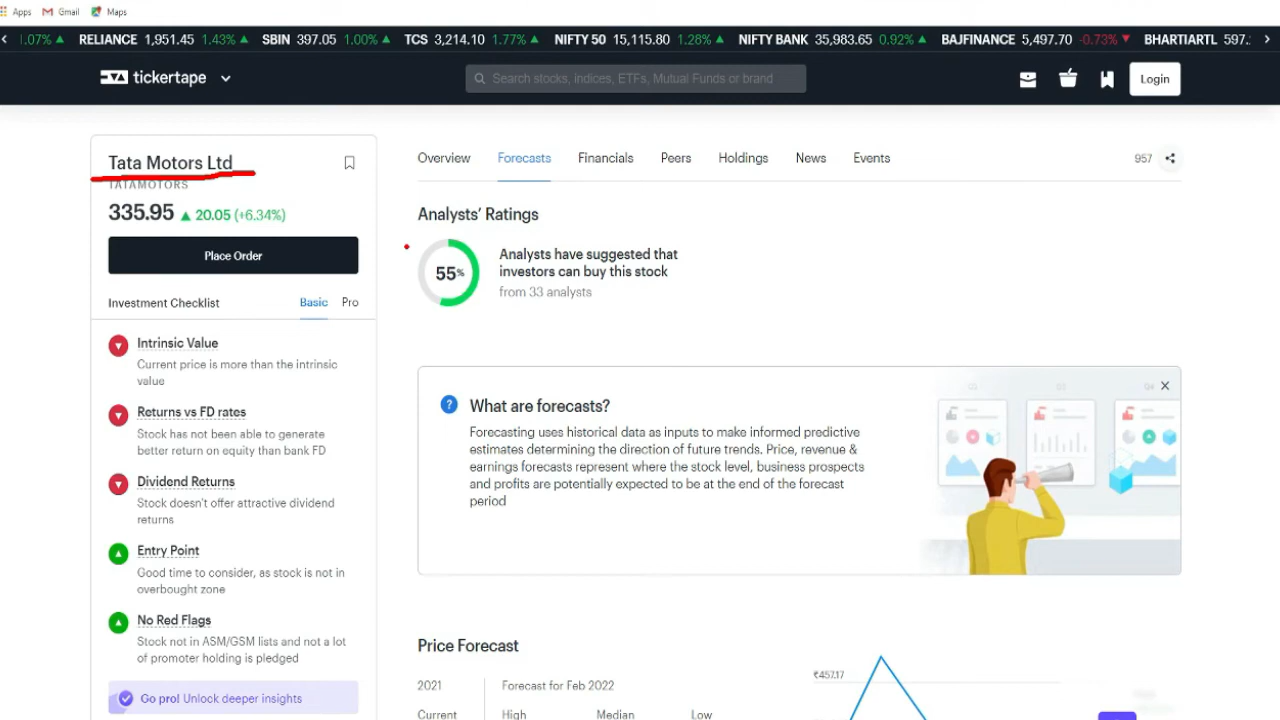 Apps Gmail Maps
1.07% RELIANCE 1,951.45 1.43% SBIN 397.05 1.00% TCS 3,214.10 1.77% NIFTY 50 15,115.80 1.28% NIFTY BANK 35,983.65 0.92% BAJFINANCE 5,497.70 -0.73% BHARTIARTL 597.
tickertape
Search stocks, indices, ETFs, Mutual Funds or brand
Login
Tata Motors Ltd
TATAMOTORS
335.95 20.05 (+6.34%)
Place Order
Investment Checklist Basic Pro
Intrinsic Value
Current price is more than the intrinsic
value
Returns vs FD rates
Stock has not been able to generate
better return on equity than bank FD
Dividend Returns
Stock doesn't offer attractive dividend
returns
Entry Point
Good time to consider, as stock is not in
overbought zone
No Red Flags
Stock not in ASM/GSM lists and not a lot
of promoter holding is pledged
Go pro! Unlock deeper insights
Overview Forecasts Financials Peers Holdings News Events 957
Analysts' Ratings
55%
Analysts have suggested that
investors can buy this stock
from 33 analysts
What are forecasts?
Forecasting uses historical data as inputs to make informed predictive
estimates determining the direction of future trends. Price, revenue &
earnings forecasts represent where the stock level, business prospects
and profits are potentially expected to be at the end of the forecast
period
Price Forecast
2021 Forecast for Feb 2022
Current High Median Low
₹457.17